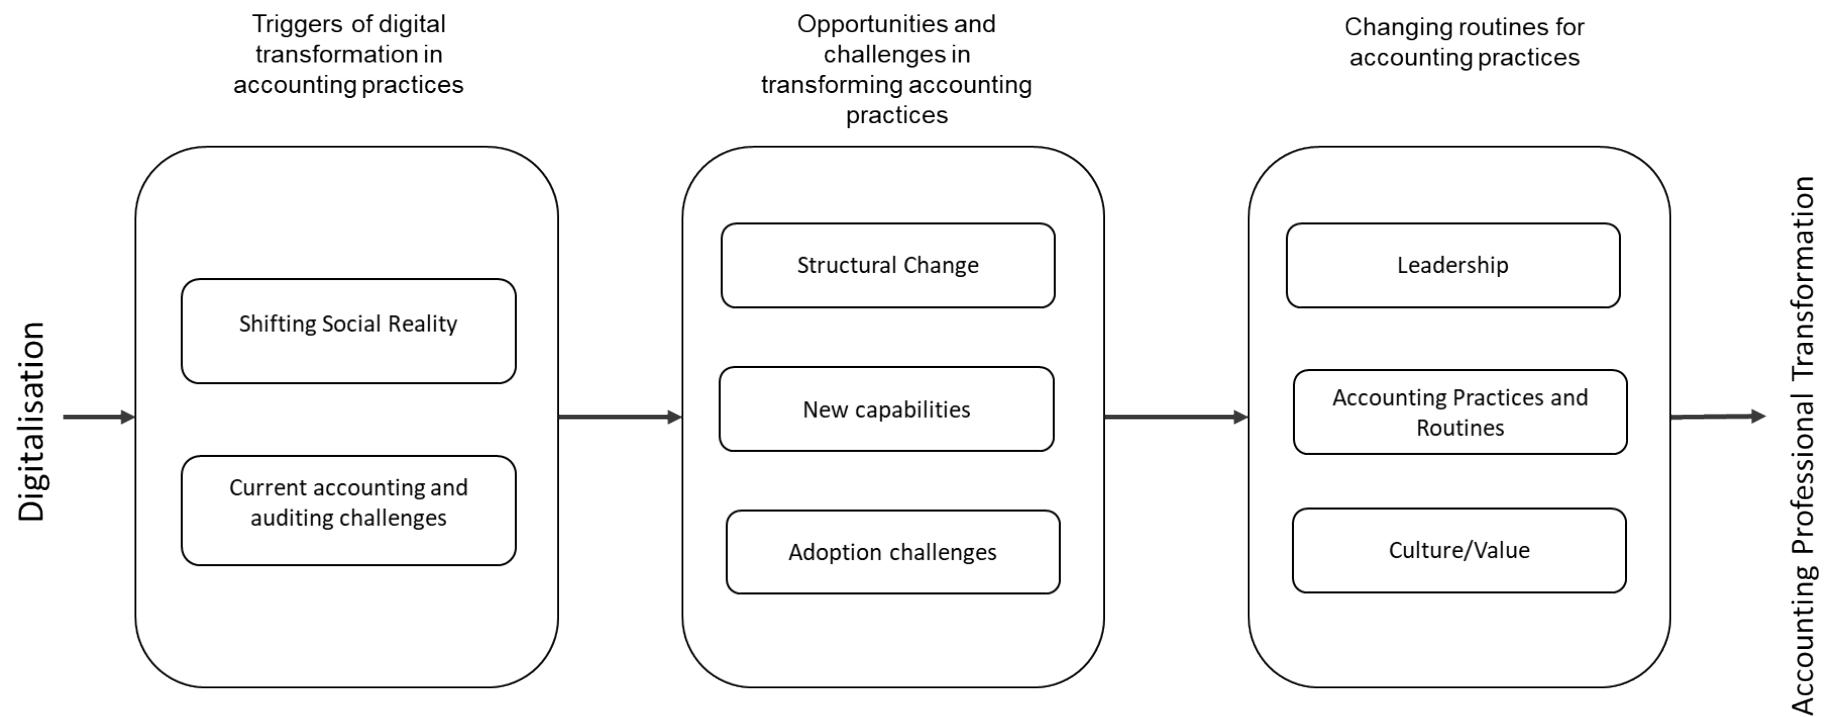 Digitalisation
Triggers of digital
transformation in
accounting practices
Shifting Social Reality
Current accounting and
auditing challenges
Opportunities and
challenges in
transforming accounting
practices
Structural Change
New capabilities
Adoption challenges
Changing routines for
accounting practices
Leadership
Accounting Practices and
Routines
Culture/Value
Accounting Professional Transformation